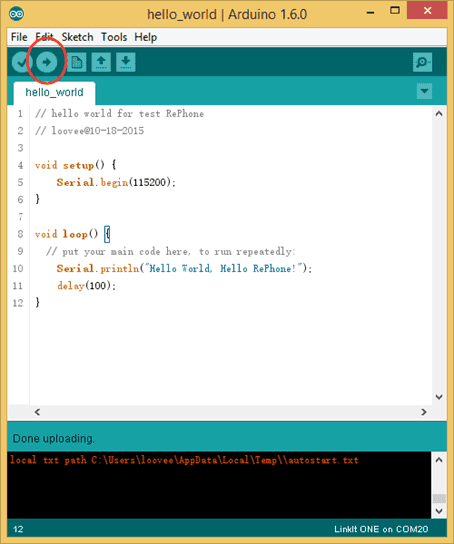 hello_world | Arduino 1.6.0
File Edit Sketch Tools Help
hello_world
1 // hello world for test RePhone
2 // loovee@10-18-2015
3
4 void setup() {
5 Serial.begin(115200);
6 }
7
8 void loop() {
9 // put your main code here, to run repeatedly:
10 Serial.println("Hello World, Hello RePhone!");
11 delay(100);
12 }
Done uploading.
local txt path C:\Users\loovee\AppData\Local\Temp\\autostart.txt
12 LinkIt ONE on COM20